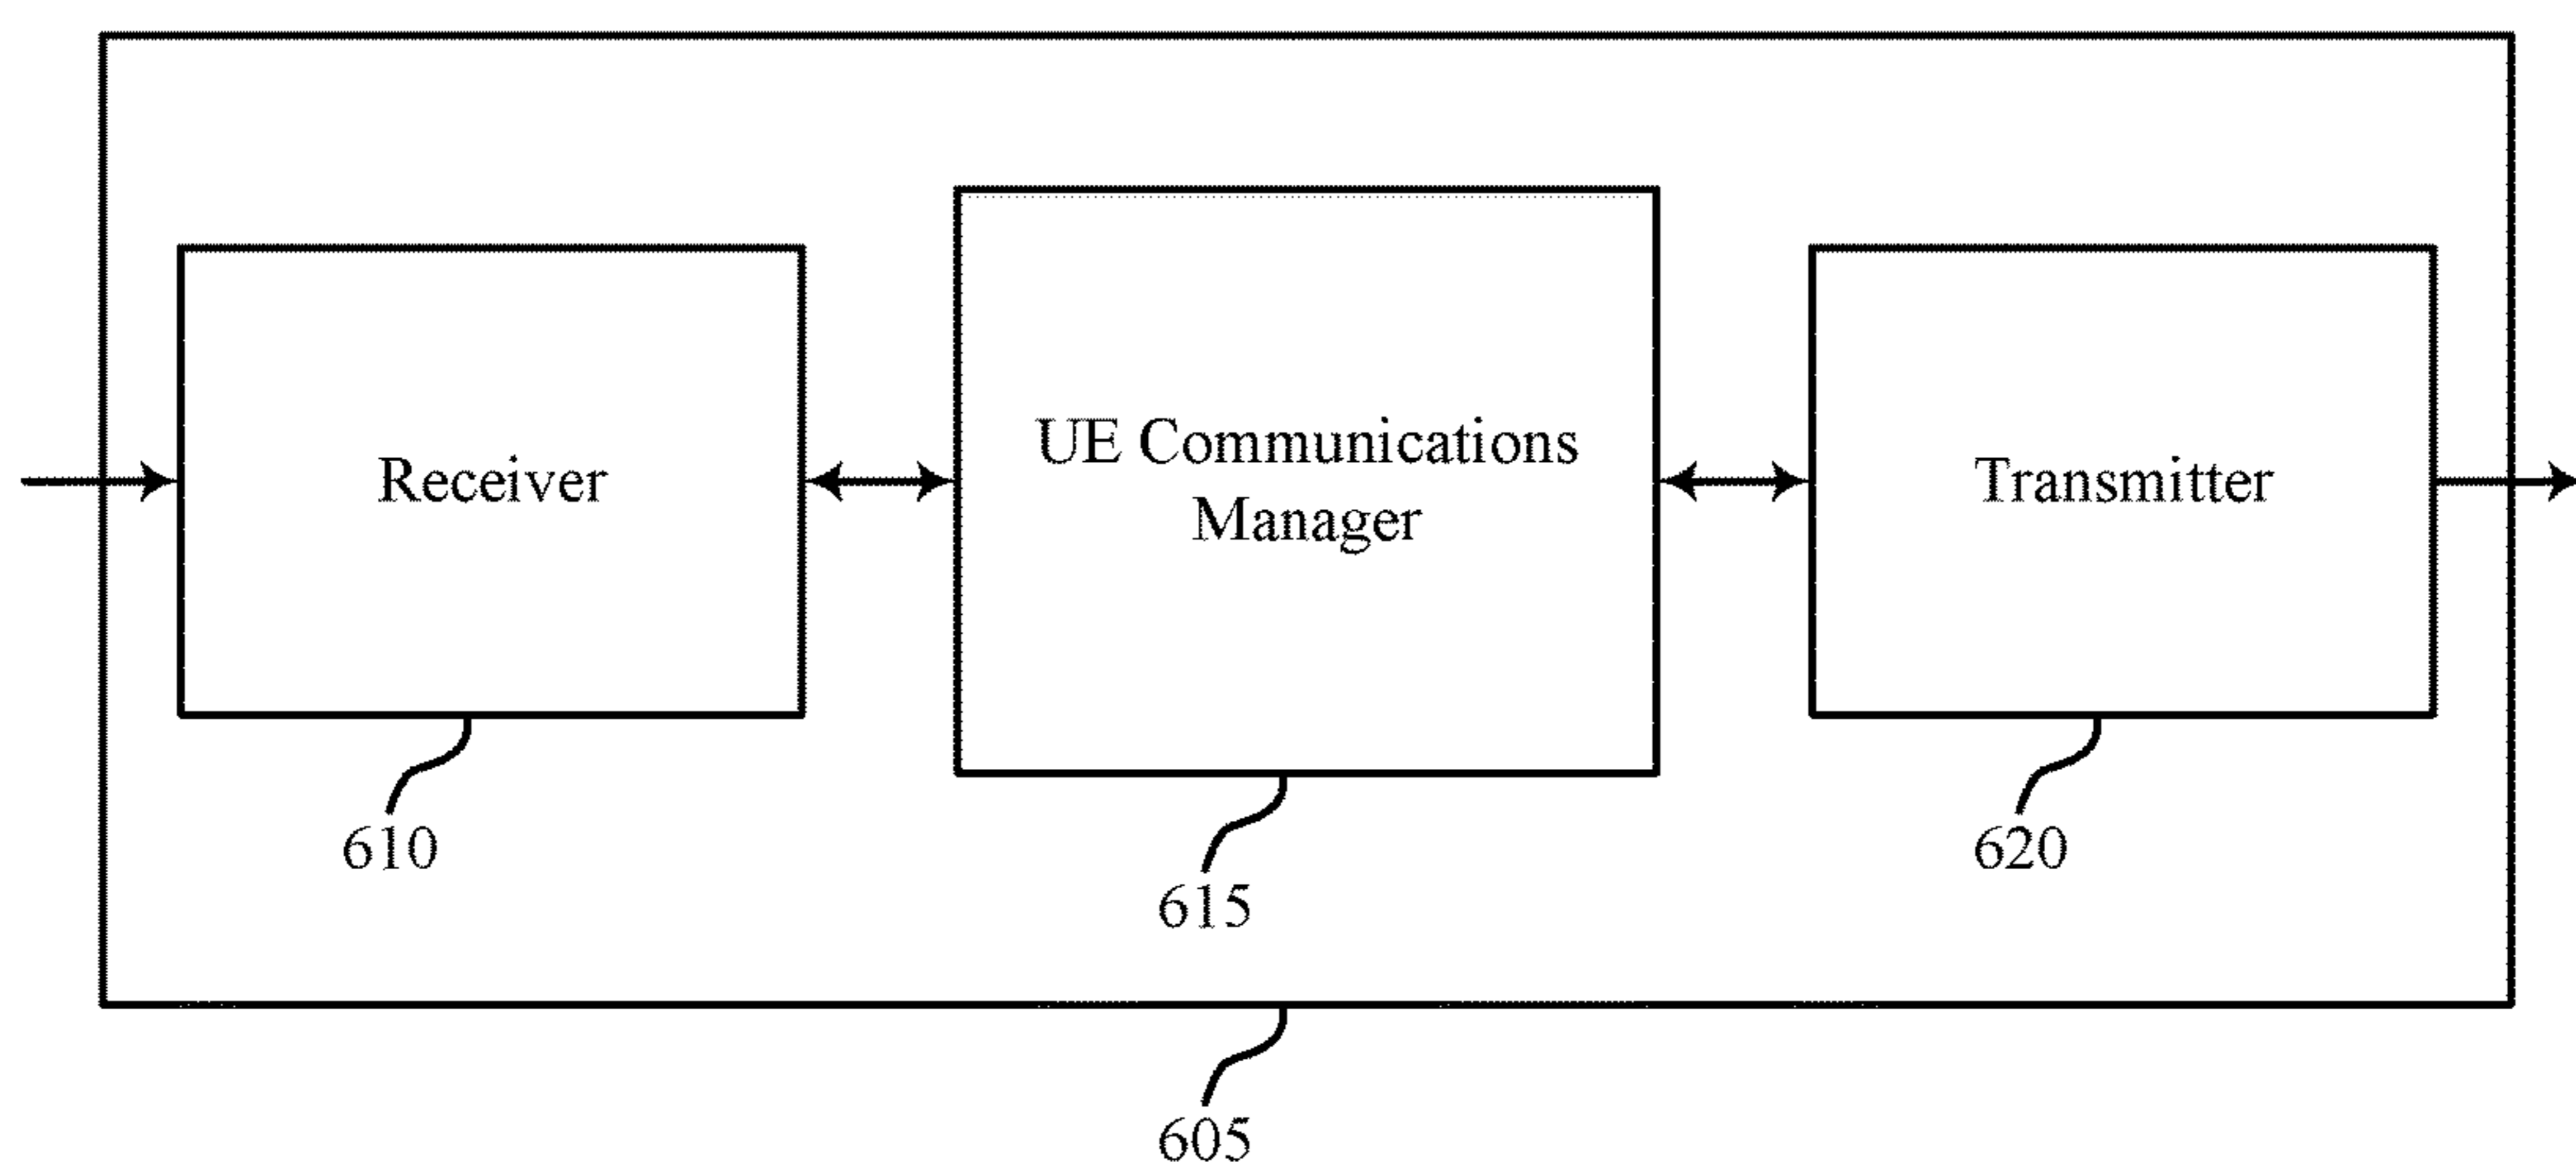 Receiver
UE Communications
Manager
Transmitter
610
615
620
605